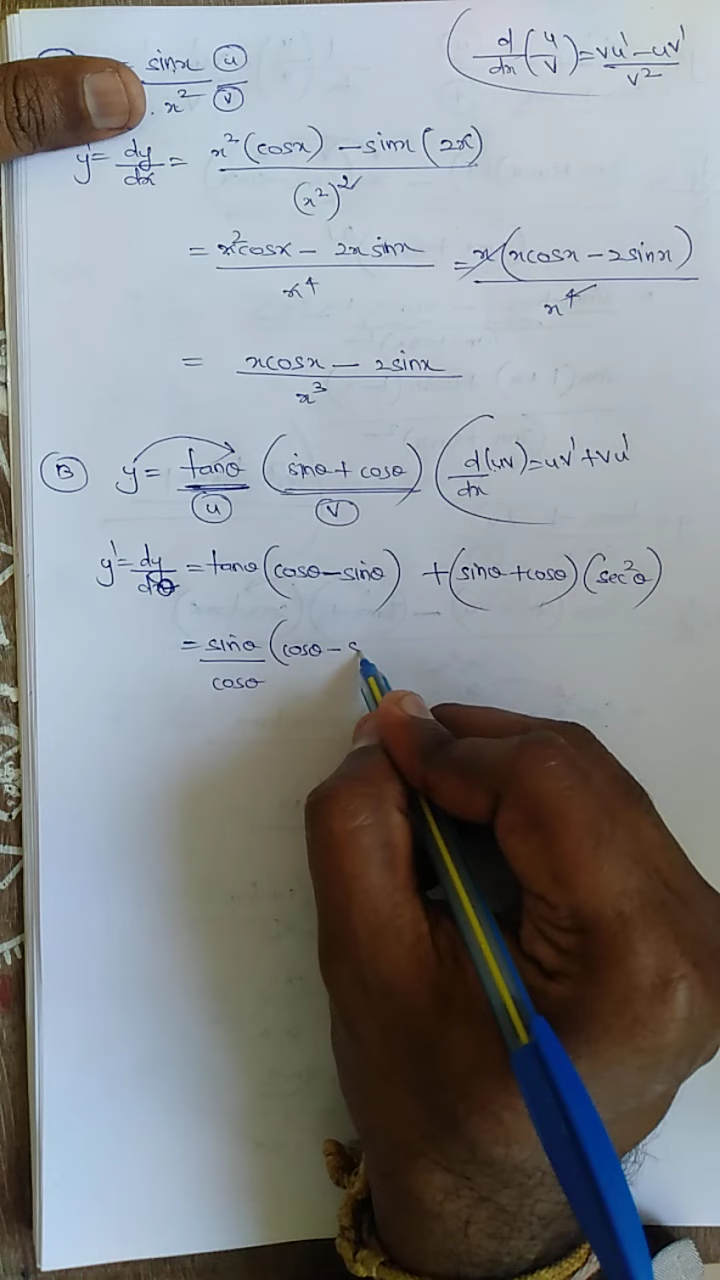 = sinx/x² (u)/(v)
(d/dx (u/v) = vu' - uv'/v²
y' = dy/dx = x²(cosx) - sinx(2x)/(x²)²
= x²cosx - 2x sinx/x⁴ = x(xcosx - 2sinx)/x⁴
= xcosx - 2sinx/x³
(13) y = tanθ (sinθ + cosθ) (d/dx (uv) = uv' + vu'
(u) (v)
y' = dy/dθ = tanθ (cosθ - sinθ) + (sinθ + cosθ)(sec²θ)
= sinθ/cosθ (cosθ - s